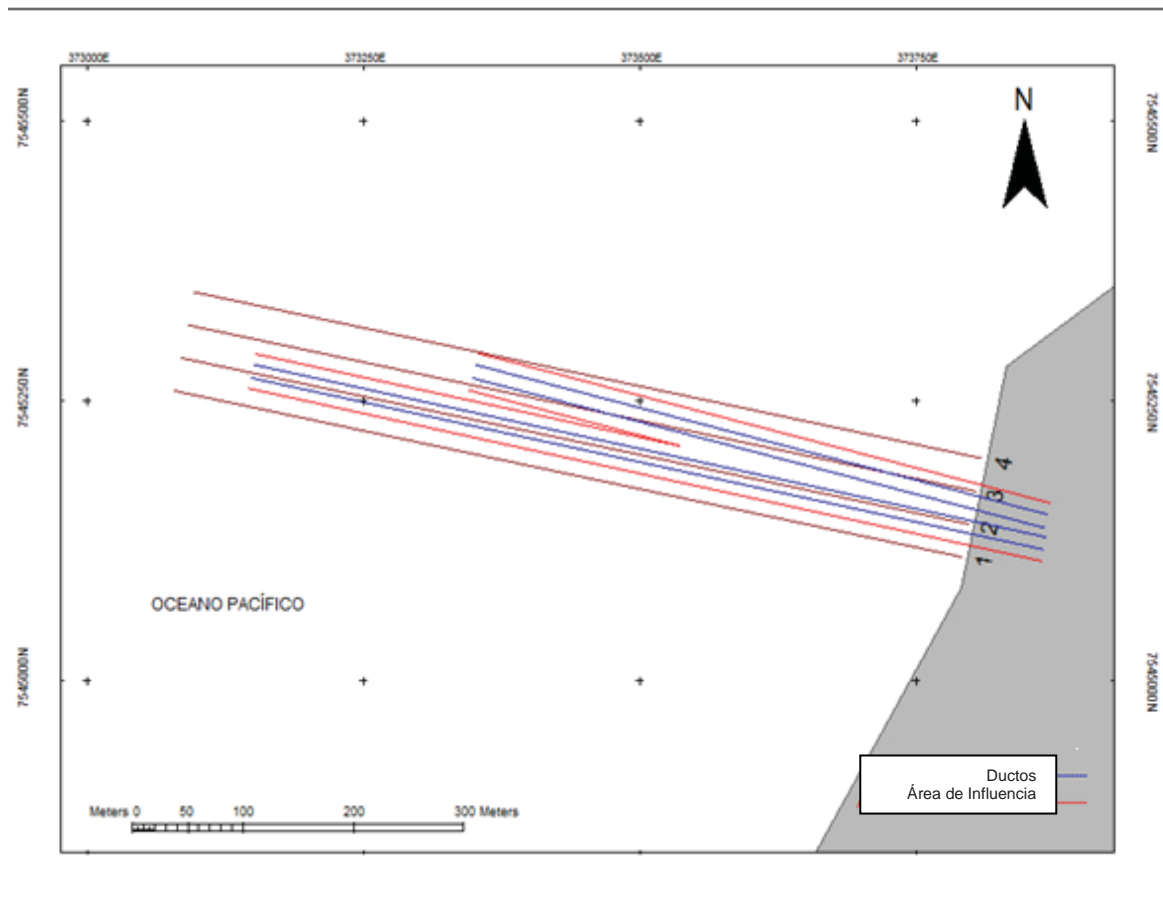 373000E 373250E 373500E 373750E
N
7545500N 7545500N
7545250N 7545250N
4
3
2
1
OCEANO PACÍFICO
7545000N 7545000N
Ductos
Área de Influencia
Meters 0 50 100 200 300 Meters